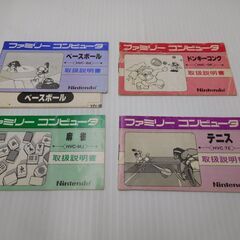 ファミリー コンピュータ
ベースボール
HVC-BA
取扱説明書
Nintendo
ベースボール
ファミリー コンピュータ
ドンキーコング
HVC-DK
取扱説明書
Nintendo
ファミリー コンピュータ
麻雀
HVC-MJ
取扱説明書
Nintendo
ファミリー コンピュータ
テニス
HVC-TE
取扱説明書
Nintendo